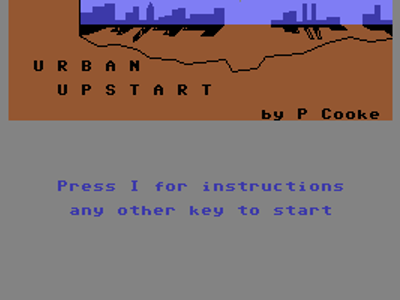 URBAN
UPSTART
by P Cooke
Press I for instructions
any other key to start